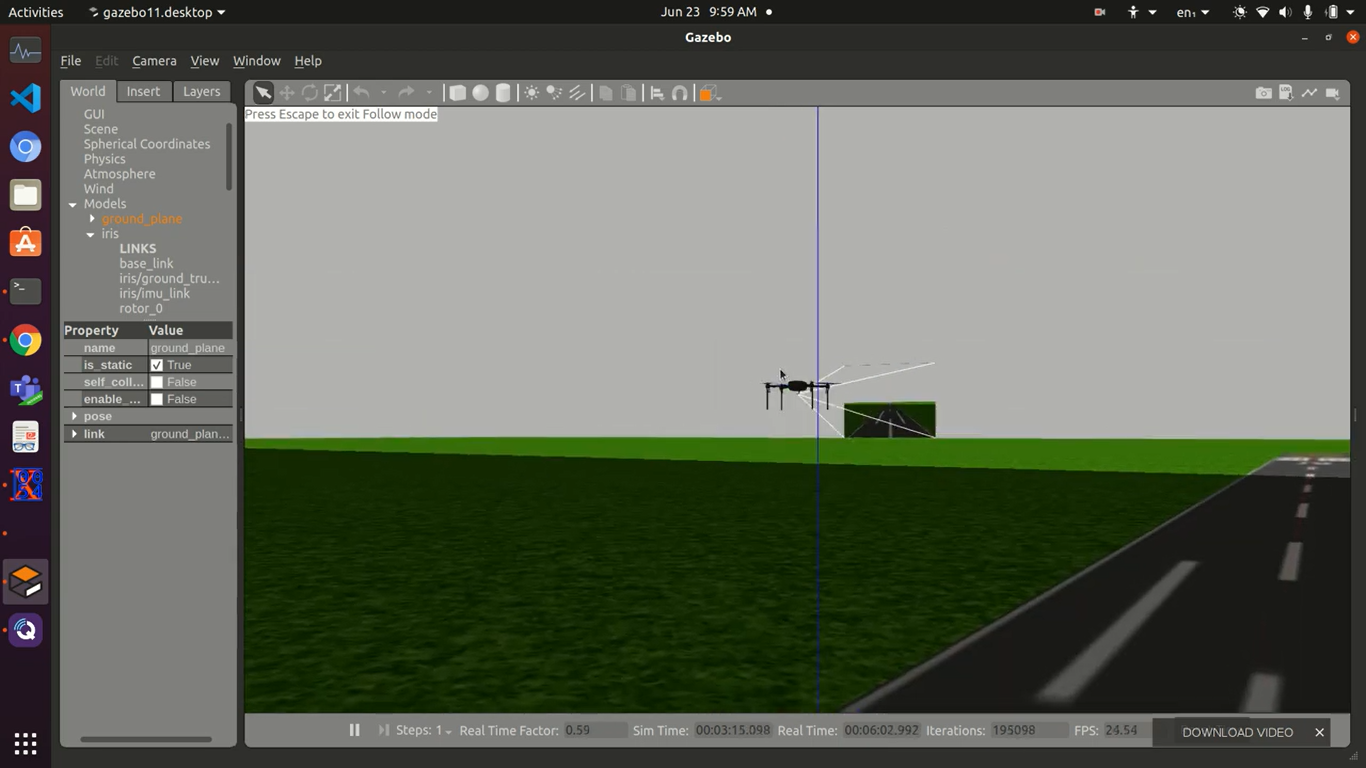 Activities gazebo11.desktop Jun 23 9:59 AM en₁
Gazebo
File Edit Camera View Window Help
World Insert Layers
Press Escape to exit Follow mode
GUI
Scene
Spherical Coordinates
Physics
Atmosphere
Wind
Models
ground_plane
iris
LINKS
base_link
iris/ground_tru...
iris/imu_link
rotor_0
Property Value
name ground_plane
is_static True
self_coll... False
enable_... False
pose
link ground_plan...
Steps: 1 Real Time Factor: 0.59 Sim Time: 00:03:15.098 Real Time: 00:06:02.992 Iterations: 195098 FPS: 24.54
DOWNLOAD VIDEO